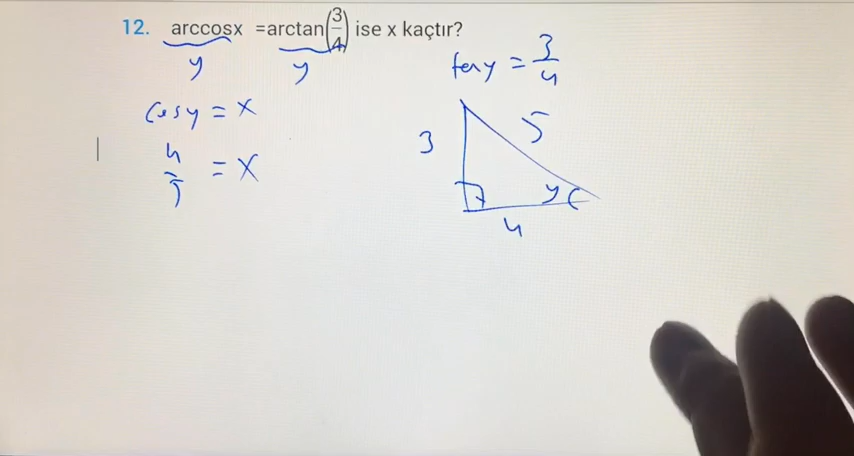 12. arccosx =arctan(3/4) ise x kaçtır?
y y
tany = 3/4
cosy = x
4/5 = x
3
5
y
4